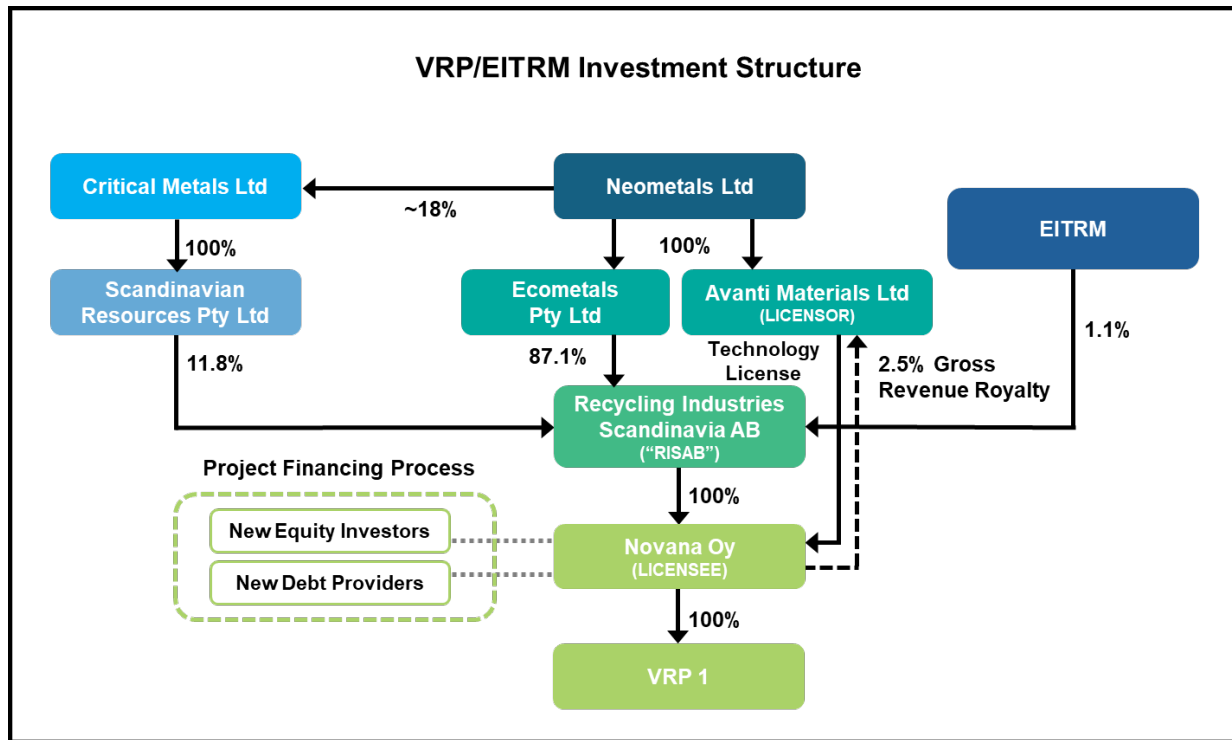 VRP/EITRM Investment Structure
Critical Metals Ltd
Neometals Ltd
~18%
EITRM
100%
100%
Scandinavian
Resources Pty Ltd
Ecometals
Pty Ltd
Avanti Materials Ltd
(LICENSOR)
11.8%
87.1%
Technology
License
2.5% Gross
Revenue Royalty
1.1%
Recycling Industries
Scandinavia AB
(“RISAB”)
Project Financing Process
100%
New Equity Investors
New Debt Providers
Novana Oy
(LICENSEE)
100%
VRP 1